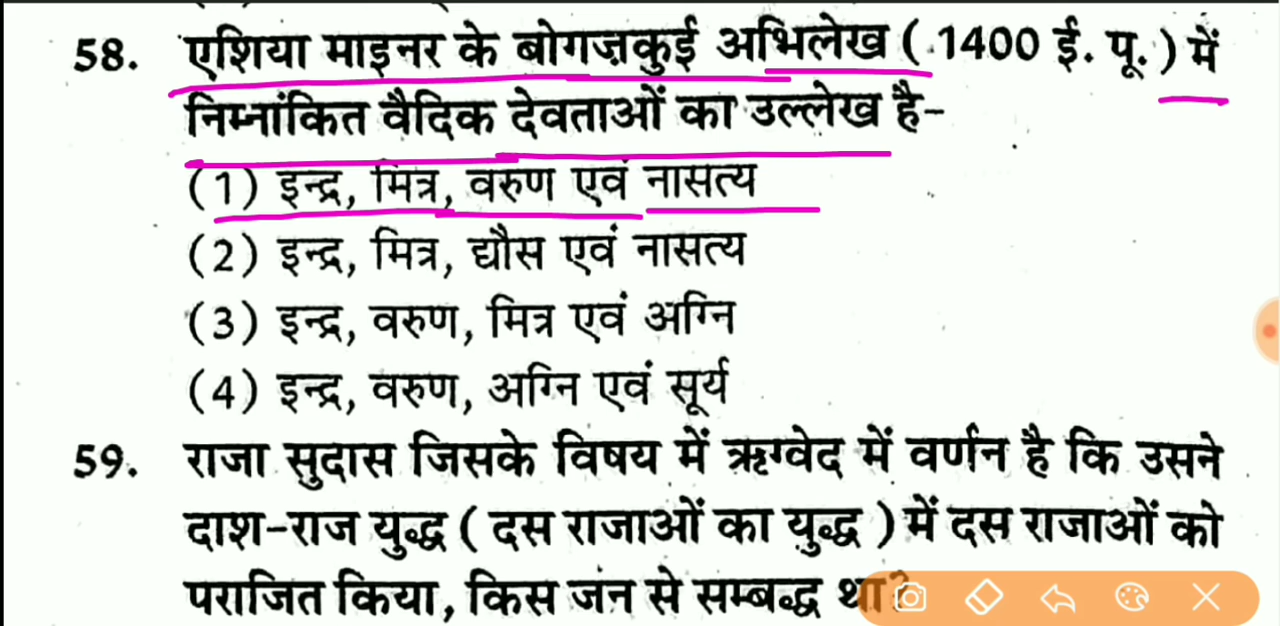 58. एशिया माइनर के बोगज़कुई अभिलेख ( 1400 ई. पू. ) में
निम्नांकित वैदिक देवताओं का उल्लेख है-
(1) इन्द्र, मित्र, वरुण एवं नासत्य
(2) इन्द्र, मित्र, द्यौस एवं नासत्य
(3) इन्द्र, वरुण, मित्र एवं अग्नि
(4) इन्द्र, वरुण, अग्नि एवं सूर्य
59. राजा सुदास जिसके विषय में ऋग्वेद में वर्णन है कि उसने
दाश-राज युद्ध ( दस राजाओं का युद्ध ) में दस राजाओं को
पराजित किया, किस जन से सम्बद्ध था?